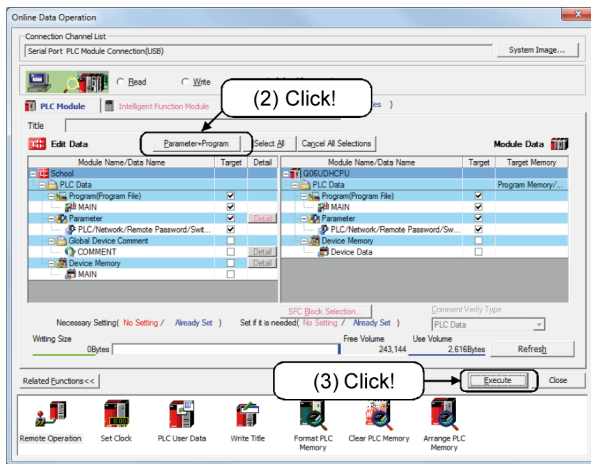 Online Data Operation
Connection Channel List
Serial Port PLC Module Connection(USB)
System Image...
Read
Write
(2) Click!
PLC Module
Intelligent Function Module
es )
Title
Edit Data
Parameter+Program
Select All
Cancel All Selections
Module Data
Module Name/Data Name Target Detail
Module Name/Data Name Target Target Memory
School
Q06UDHCPU
PLC Data
PLC Data Program Memory/...
Program(Program File)
Program(Program File)
MAIN
MAIN
Parameter Detail
Parameter
PLC/Network/Remote Password/Swit...
PLC/Network/Remote Password/Sw...
Global Device Comment
Device Memory
COMMENT Detail
Device Data
Device Memory Detail
MAIN
SFC Block Selection...
Comment Verify Type
Necessary Setting( No Setting / Already Set )
Set if it is needed( No Setting / Already Set )
PLC Data
Writing Size
Free Volume
Use Volume
0Bytes
243,144
2,616Bytes
Refresh
Related Functions<<
(3) Click!
Execute
Close
Remote Operation
Set Clock
PLC User Data
Write Title
Format PLC
Memory
Clear PLC Memory
Arrange PLC
Memory